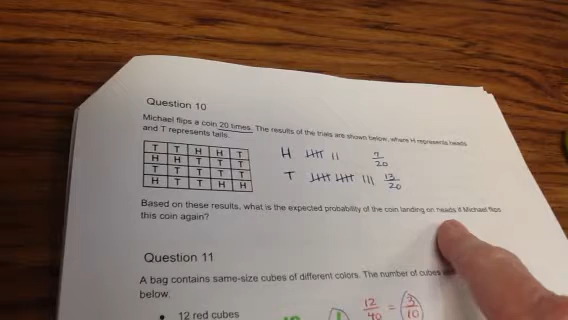 Question 10
Michael flips a coin 20 times. The results of the trials are shown below, where H represents heads
and T represents tails.
T T H H T
H H T T T
T T T T T
H T T H H
H 7/20
T 13/20
Based on these results, what is the expected probability of the coin landing on heads if Michael flips
this coin again?
Question 11
A bag contains same-size cubes of different colors. The number of cubes
below.
12/40 = 3/10
• 12 red cubes